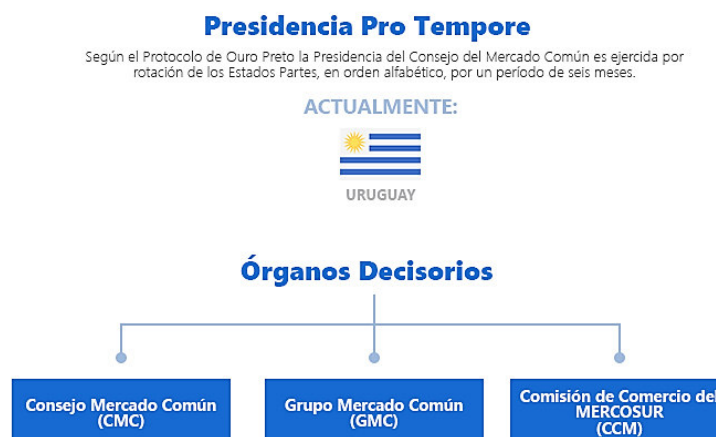 Presidencia Pro Tempore
Según el Protocolo de Ouro Preto la Presidencia del Consejo del Mercado Común es ejercida por
rotación de los Estados Partes, en orden alfabético, por un período de seis meses.
ACTUALMENTE:
URUGUAY
Órganos Decisorios
Consejo Mercado Común
(CMC)
Grupo Mercado Común
(GMC)
Comisión de Comercio del
MERCOSUR
(CCM)